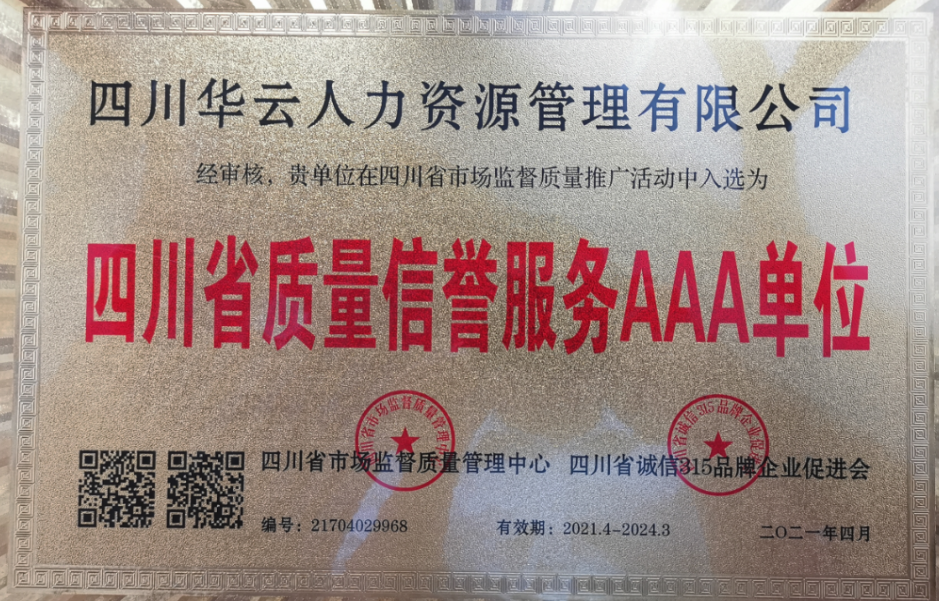 四川华云人力资源管理有限公司
经审核，贵单位在四川省市场监督质量推广活动中入选为
四川省质量信誉服务AAA单位
四川省市场监督质量管理中心 四川省诚信315品牌企业促进会
编号：21704029968 有效期：2021.4-2024.3 二〇二一年四月